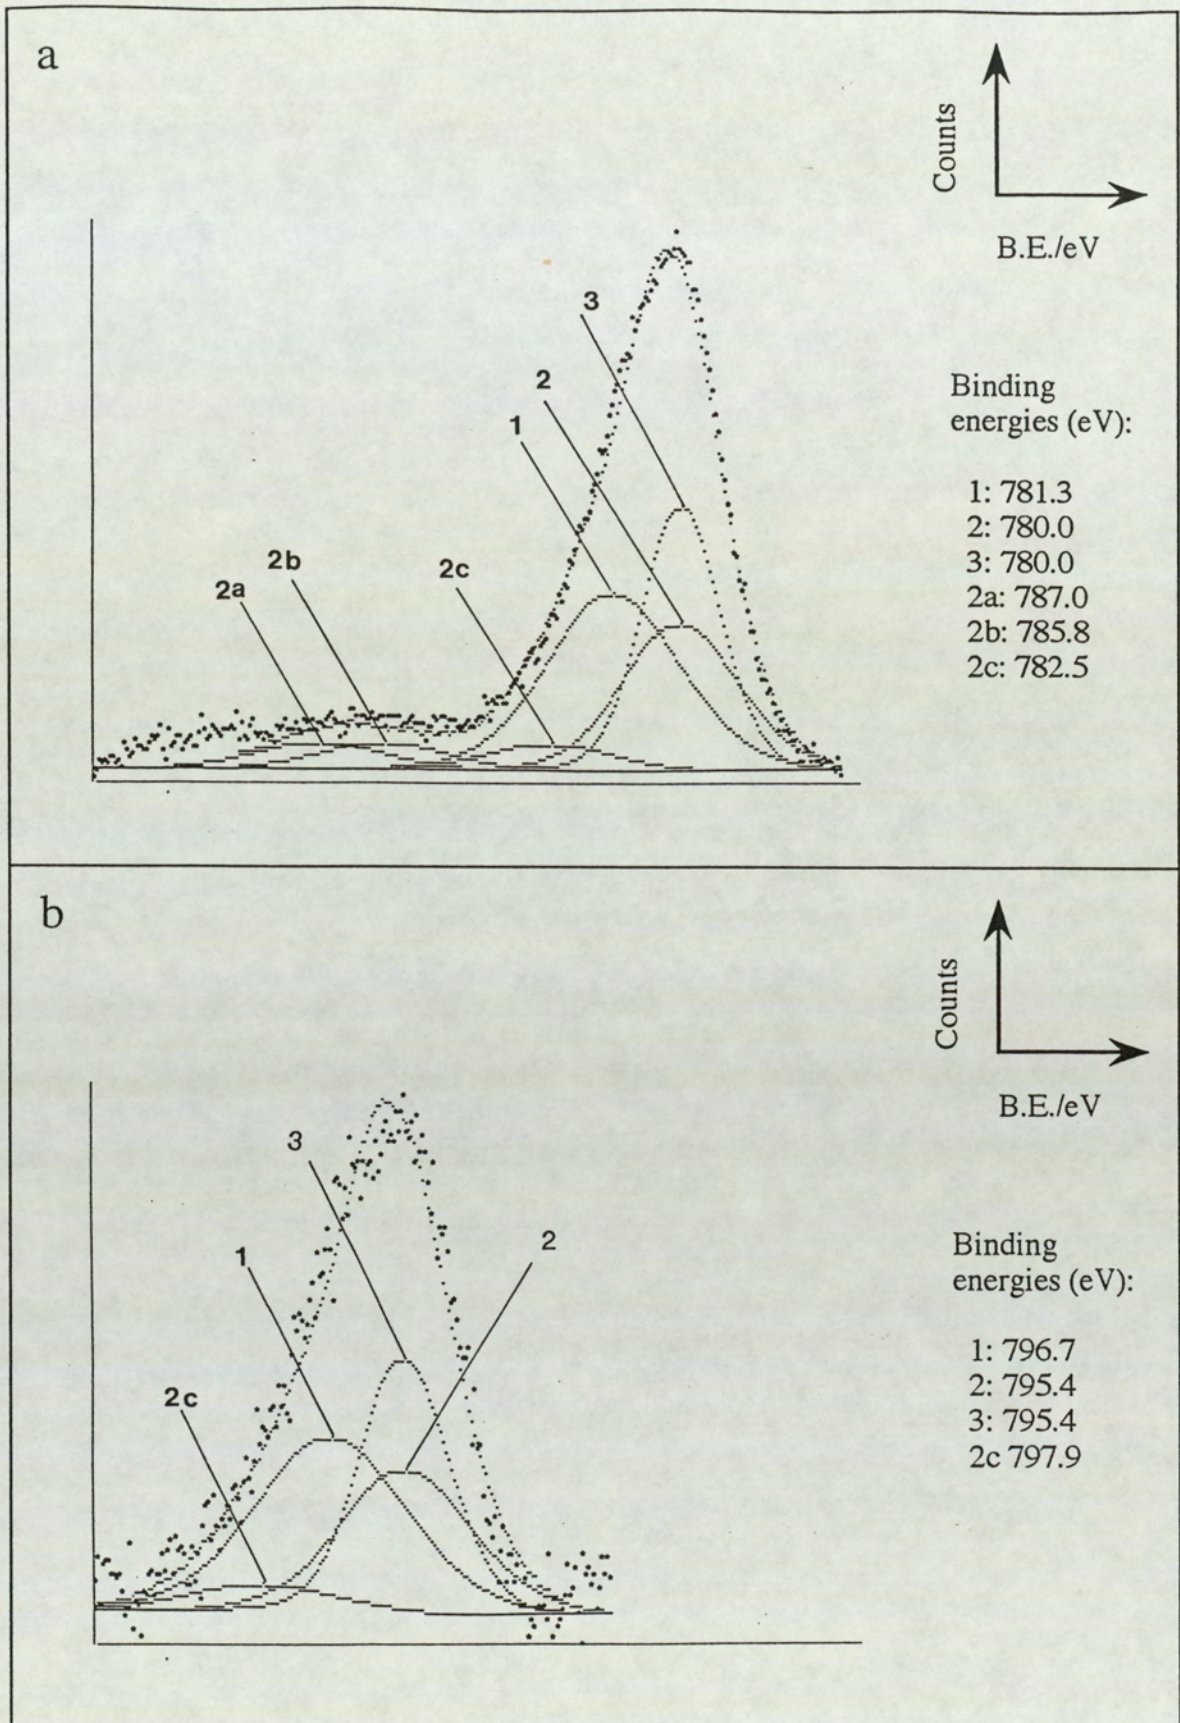 a
Counts
B.E./eV
3
2
1
2b
2c
2a
Binding
energies (eV):
1: 781.3
2: 780.0
3: 780.0
2a: 787.0
2b: 785.8
2c: 782.5
b
Counts
B.E./eV
3
2
1
2c
Binding
energies (eV):
1: 796.7
2: 795.4
3: 795.4
2c 797.9